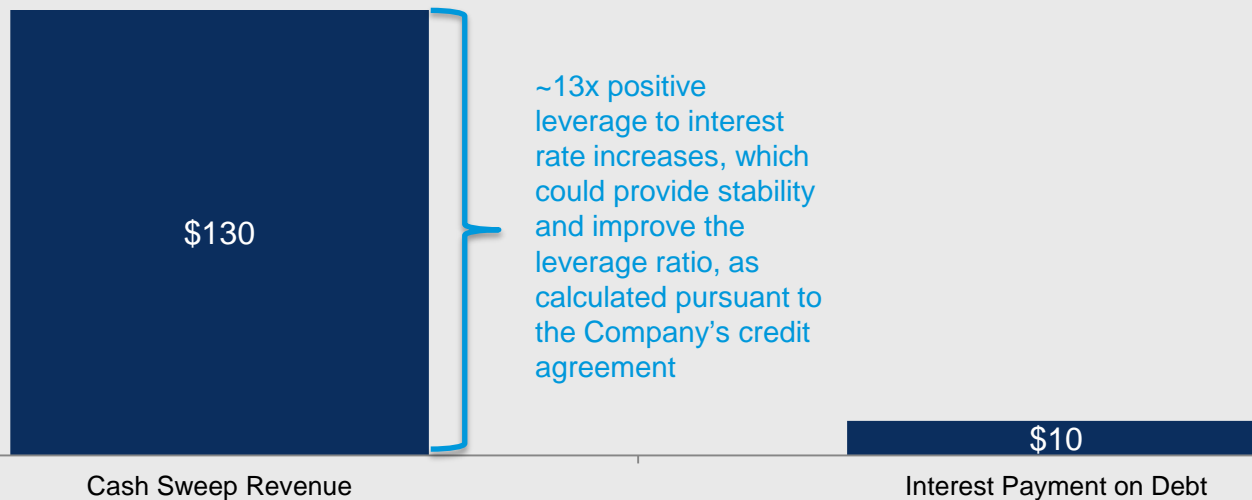 ~13x positive
leverage to interest
rate increases, which
could provide stability
and improve the
leverage ratio, as
calculated pursuant to
the Company’s credit
agreement
$130
$10
Cash Sweep Revenue
Interest Payment on Debt